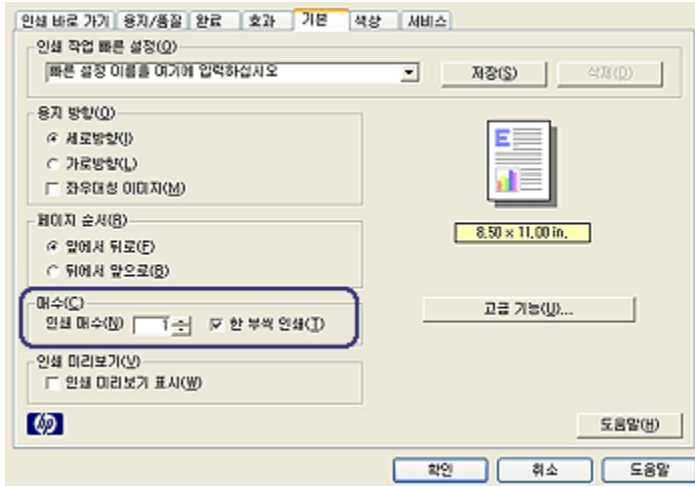 인쇄 바로 가기 용지/품질 완료 효과 기본 색상 서비스
인쇄 작업 빠른 설정(Q)
빠른 설정 이름을 여기에 입력하십시오 저장(S) 삭제(D)
용지 방향(O)
세로방향(I)
가로방향(L)
좌우대칭 이미지(M)
E
8.50 × 11.00 in.
페이지 순서(R)
앞에서 뒤로(F)
뒤에서 앞으로(B)
매수(C)
인쇄 매수(N) 1 한 부씩 인쇄(T)
고급 기능(U)...
인쇄 미리보기(V)
인쇄 미리보기 표시(W)
hp
도움말(H)
확인 취소 도움말